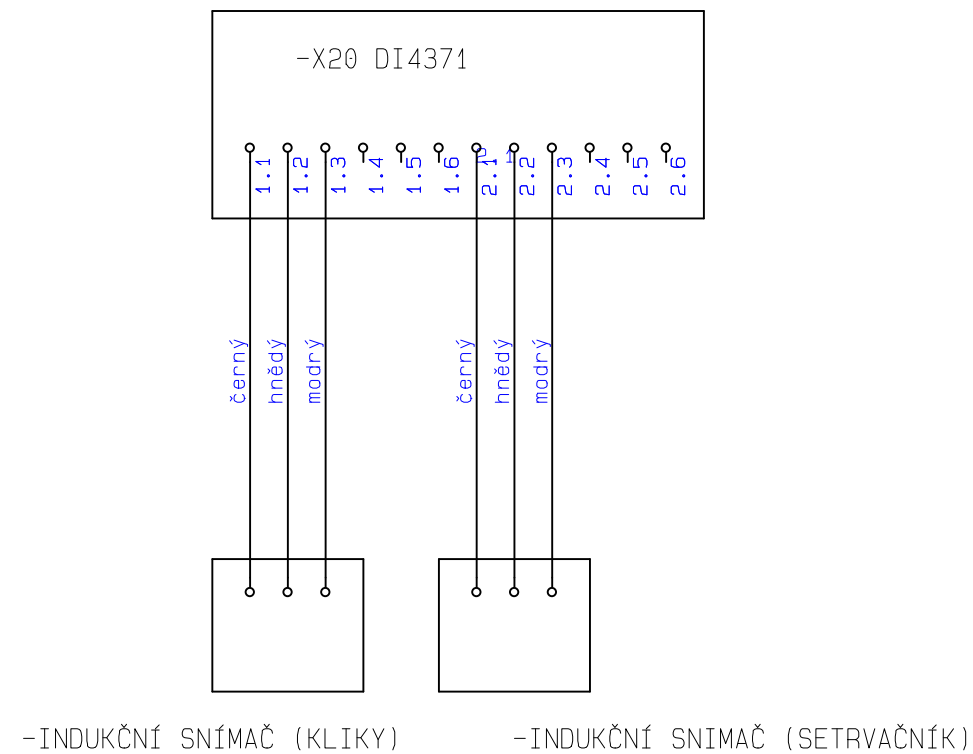 -X20 DI4371
1.1 1.2 1.3 1.4 1.5 1.6 2.1 2.2 2.3 2.4 2.5 2.6
černý hnědý modrý černý hnědý modrý
-INDUKČNÍ SNÍMAČ (KLIKY) -INDUKČNÍ SNIMAČ (SETRVAČNÍK)